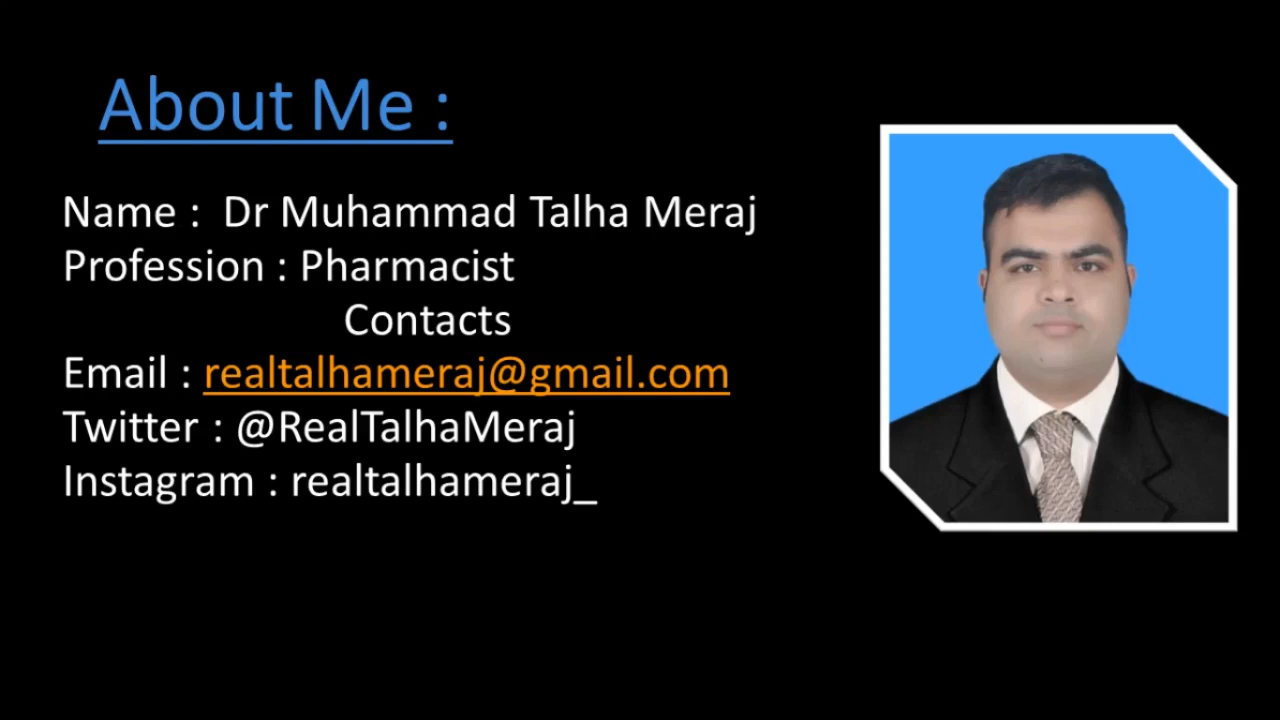 About Me :
Name : Dr Muhammad Talha Meraj
Profession : Pharmacist
Contacts
Email : realtalhameraj@gmail.com
Twitter : @RealTalhaMeraj
Instagram : realtalhameraj_